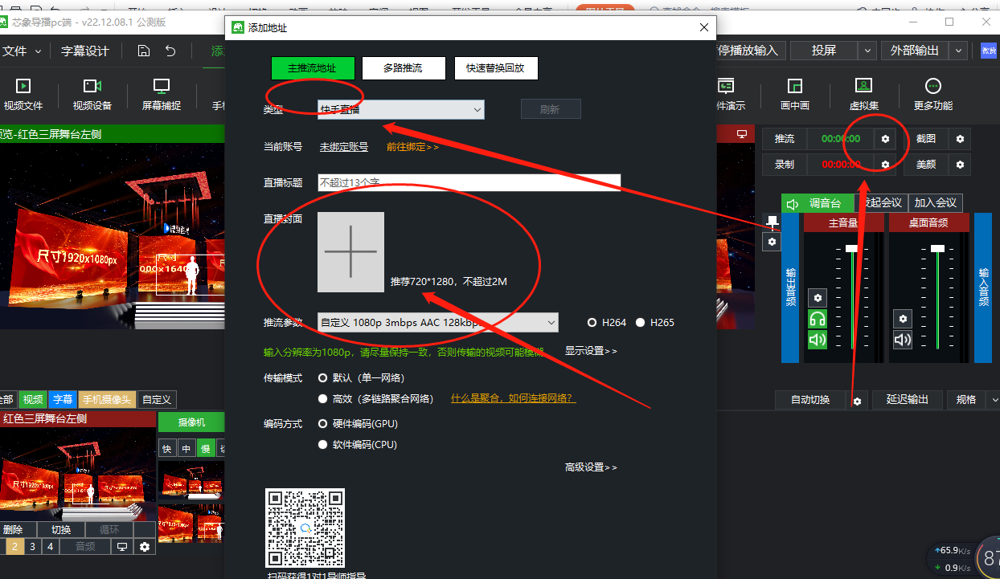 芯象导播pc端 - v22.12.08.1 公测版
添加地址
文件
字幕设计
停播放输入
投屏
外部输出
微赞
主推流地址
多路推流
快速替换回放
视频文件
视频设备
屏幕捕捉
手机
件演示
画中画
虚拟集
更多功能
类型
快手直播
刷新
览-红色三屏舞台左侧
当前账号
未绑定账号
前往绑定>>
推流
00:00:00
截图
录制
00:00:00
美颜
直播标题
不超过13个字
调音台
发起会议
加入会议
直播封面
主音量
桌面音频
尺寸1920x1080px
000x1640
推荐720*1280，不超过2M
输出音频
输入音频
推流参数
自定义 1080p 3mbps AAC 128kbp
H264
H265
输入分辨率为1080p，请尽量保持一致，否则传输的视频可能模糊
显示设置>>
传输模式
默认（单一网络）
高效（多链路聚合网络）
什么是聚合，如何连接网络？
全部
视频
字幕
手机摄像头
自定义
自动切换
延迟输出
规格
红色三屏舞台左侧
摄像机
编码方式
硬件编码(GPU)
软件编码(CPU)
快
中
慢
切
高级设置>>
尺寸1920x1080px
删除
切换
循环
2
3
4
音频
65.9K/s
0.9K/s
87
扫码获得1对1导师指导